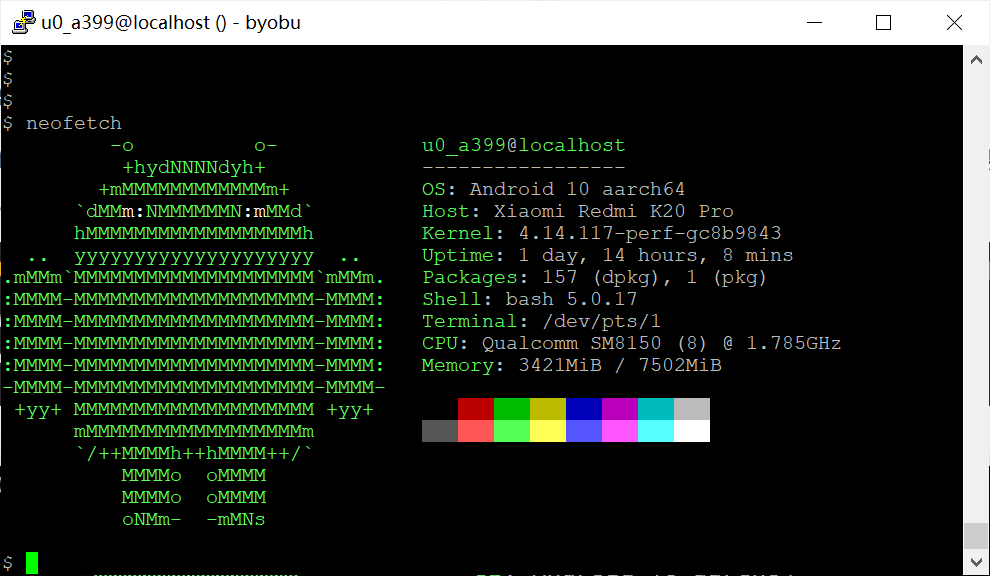 u0_a399@localhost () - byobu
$
$
$
$ neofetch
         -o          o-
          +hydNNNNdyh+
        +mMMMMMMMMMMMMm+
      `dMMm:NMMMMMMN:mMMd`
      hMMMMMMMMMMMMMMMMMMh
  ..  yyyyyyyyyyyyyyyyyyyy  ..
.mMMm`MMMMMMMMMMMMMMMMMMMM`mMMm.
:MMMM-MMMMMMMMMMMMMMMMMMMM-MMMM:
:MMMM-MMMMMMMMMMMMMMMMMMMM-MMMM:
:MMMM-MMMMMMMMMMMMMMMMMMMM-MMMM:
:MMMM-MMMMMMMMMMMMMMMMMMMM-MMMM:
-MMMM-MMMMMMMMMMMMMMMMMMMM-MMMM-
 +yy+ MMMMMMMMMMMMMMMMMMMM +yy+
      mMMMMMMMMMMMMMMMMMMm
      `/++MMMMh++hMMMM++/`
          MMMMo  oMMMM
          MMMMo  oMMMM
          oNMm-  -mMNs
u0_a399@localhost
-----------------
OS: Android 10 aarch64
Host: Xiaomi Redmi K20 Pro
Kernel: 4.14.117-perf-gc8b9843
Uptime: 1 day, 14 hours, 8 mins
Packages: 157 (dpkg), 1 (pkg)
Shell: bash 5.0.17
Terminal: /dev/pts/1
CPU: Qualcomm SM8150 (8) @ 1.785GHz
Memory: 3421MiB / 7502MiB
$